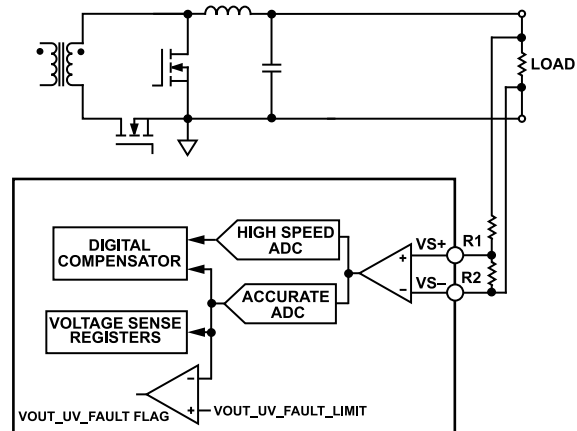 LOAD
R1
VS+
R2
VS–
HIGH SPEED
ADC
DIGITAL
COMPENSATOR
ACCURATE
ADC
VOLTAGE SENSE
REGISTERS
+
–
–
+
VOUT_UV_FAULT FLAG
VOUT_UV_FAULT_LIMIT